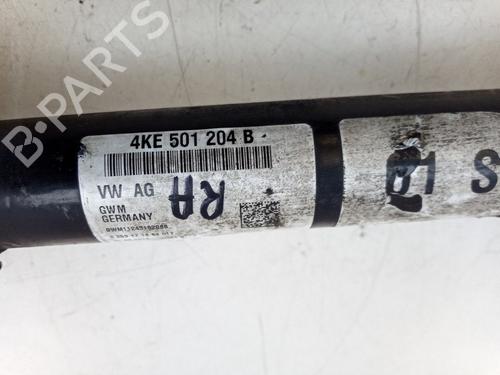 B-PARTS
4KE 501 204 B
VW AG
GWM
GERMANY
RA